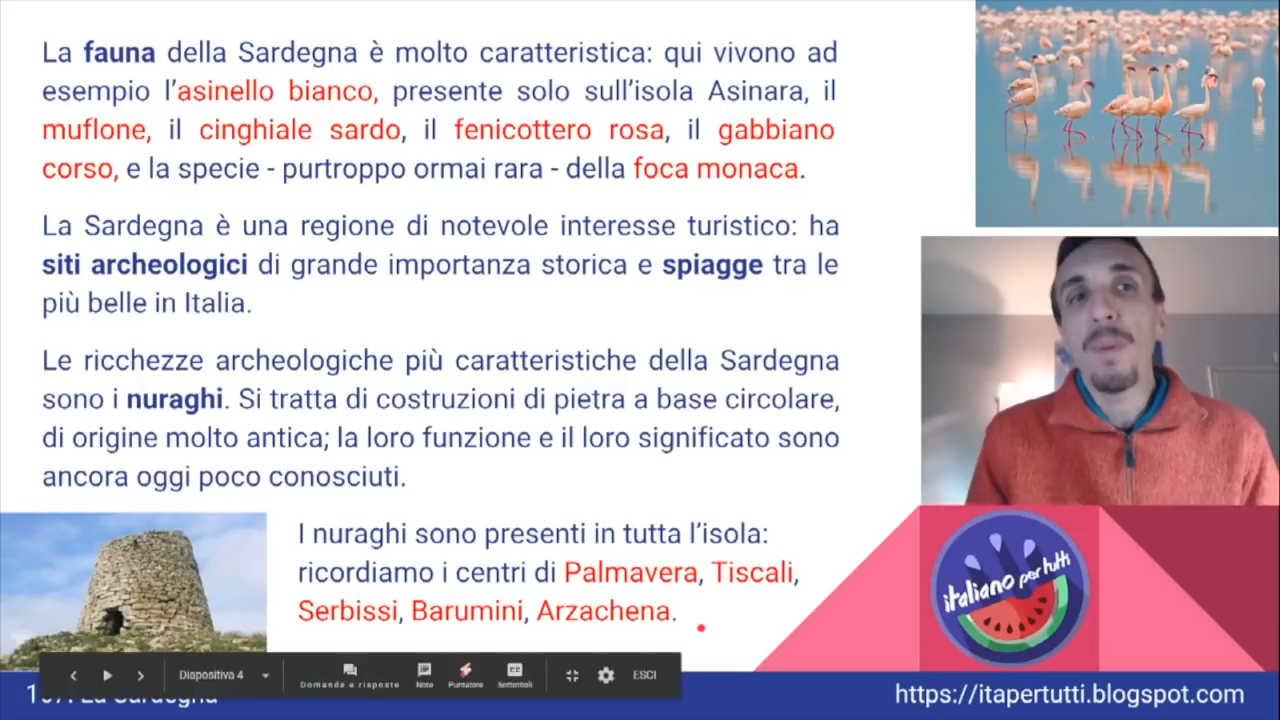 La fauna della Sardegna è molto caratteristica: qui vivono ad
esempio l'asinello bianco, presente solo sull'isola Asinara, il
muflone, il cinghiale sardo, il fenicottero rosa, il gabbiano
corso, e la specie - purtroppo ormai rara - della foca monaca.
La Sardegna è una regione di notevole interesse turistico: ha
siti archeologici di grande importanza storica e spiagge tra le
più belle in Italia.
Le ricchezze archeologiche più caratteristiche della Sardegna
sono i nuraghi. Si tratta di costruzioni di pietra a base circolare,
di origine molto antica; la loro funzione e il loro significato sono
ancora oggi poco conosciuti.
I nuraghi sono presenti in tutta l'isola:
ricordiamo i centri di Palmavera, Tiscali,
Serbissi, Barumini, Arzachena.
italiano per tutti
Diapositiva 4
Domande e risposte
Note
Puntatore
Sottotitoli
ESCI
La Sardegna
https://itapertutti.blogspot.com